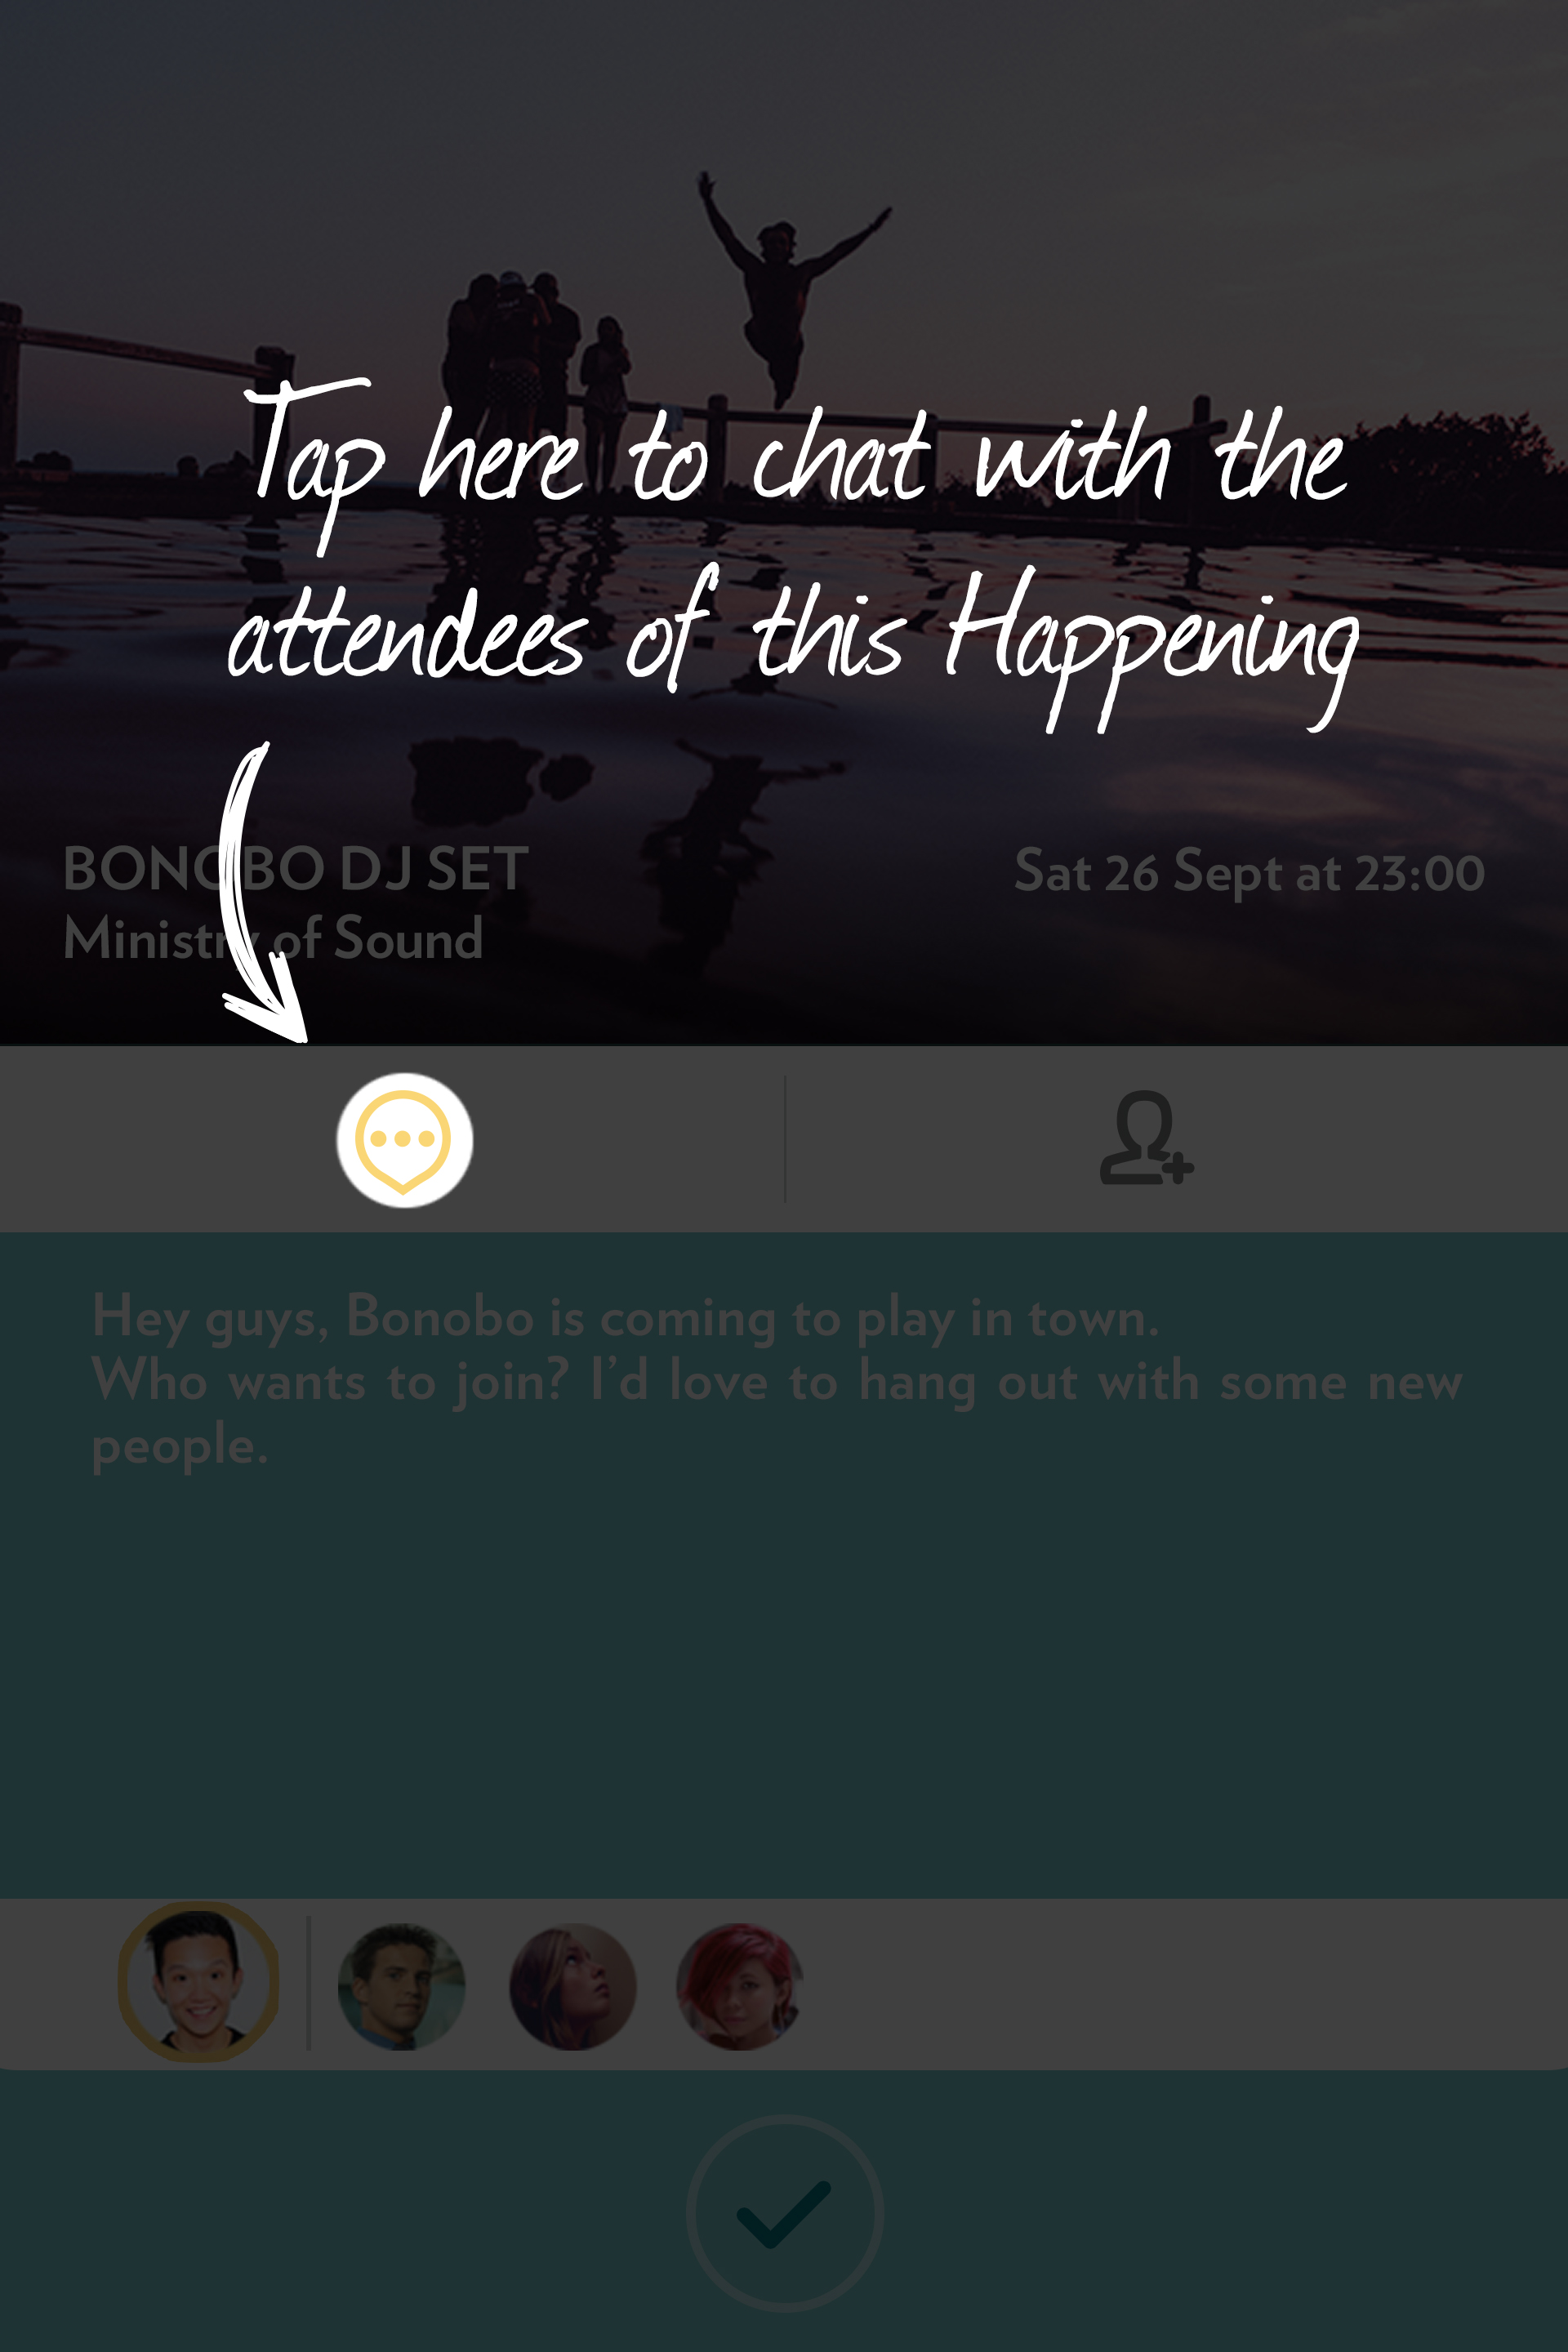 Tap here to chat with the
attendees of this Happening
BONOBO DJ SET
Sat 26 Sept at 23:00
Ministry of Sound
Hey guys, Bonobo is coming to play in town.
Who wants to join? I'd love to hang out with some new
people.